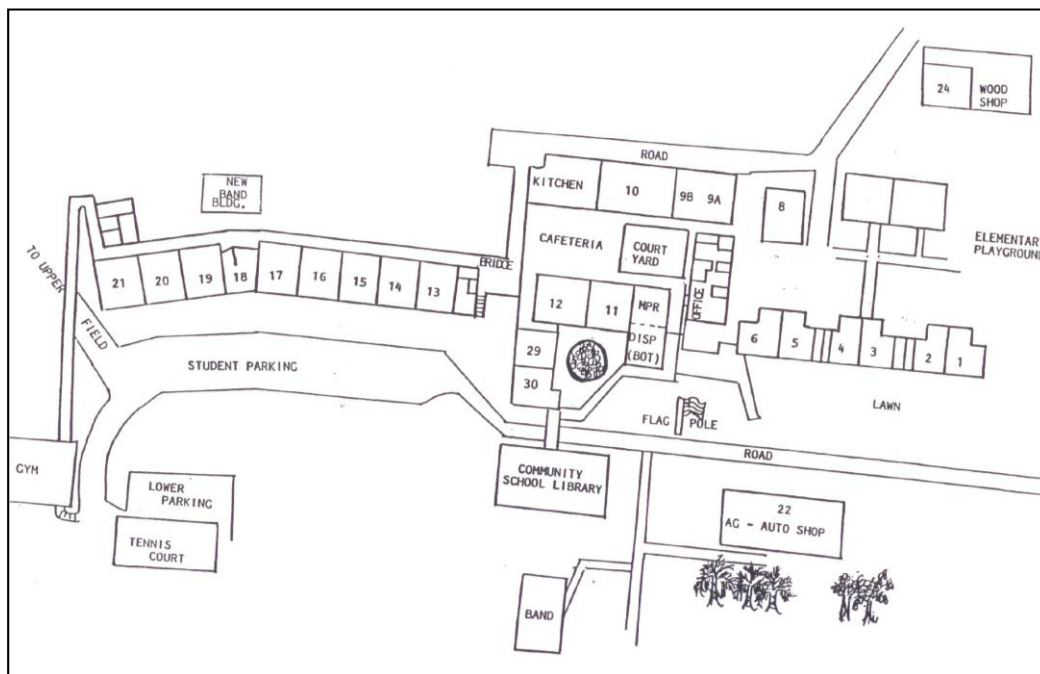 24
WOOD
SHOP
ROAD
KITCHEN
10
9B
9A
8
NEW
BAND
BLDG.
CAFETERIA
COURT
YARD
ELEMENTARY
PLAYGROUND
TO UPPER
FIELD
BRIDGE
21
20
19
18
17
16
15
14
13
12
11
MPR
OFFICE
DISP
(BOT)
29
30
6
5
4
3
2
1
STUDENT PARKING
LAWN
FLAG
POLE
ROAD
GYM
LOWER
PARKING
COMMUNITY
SCHOOL LIBRARY
22
AG - AUTO SHOP
TENNIS
COURT
BAND